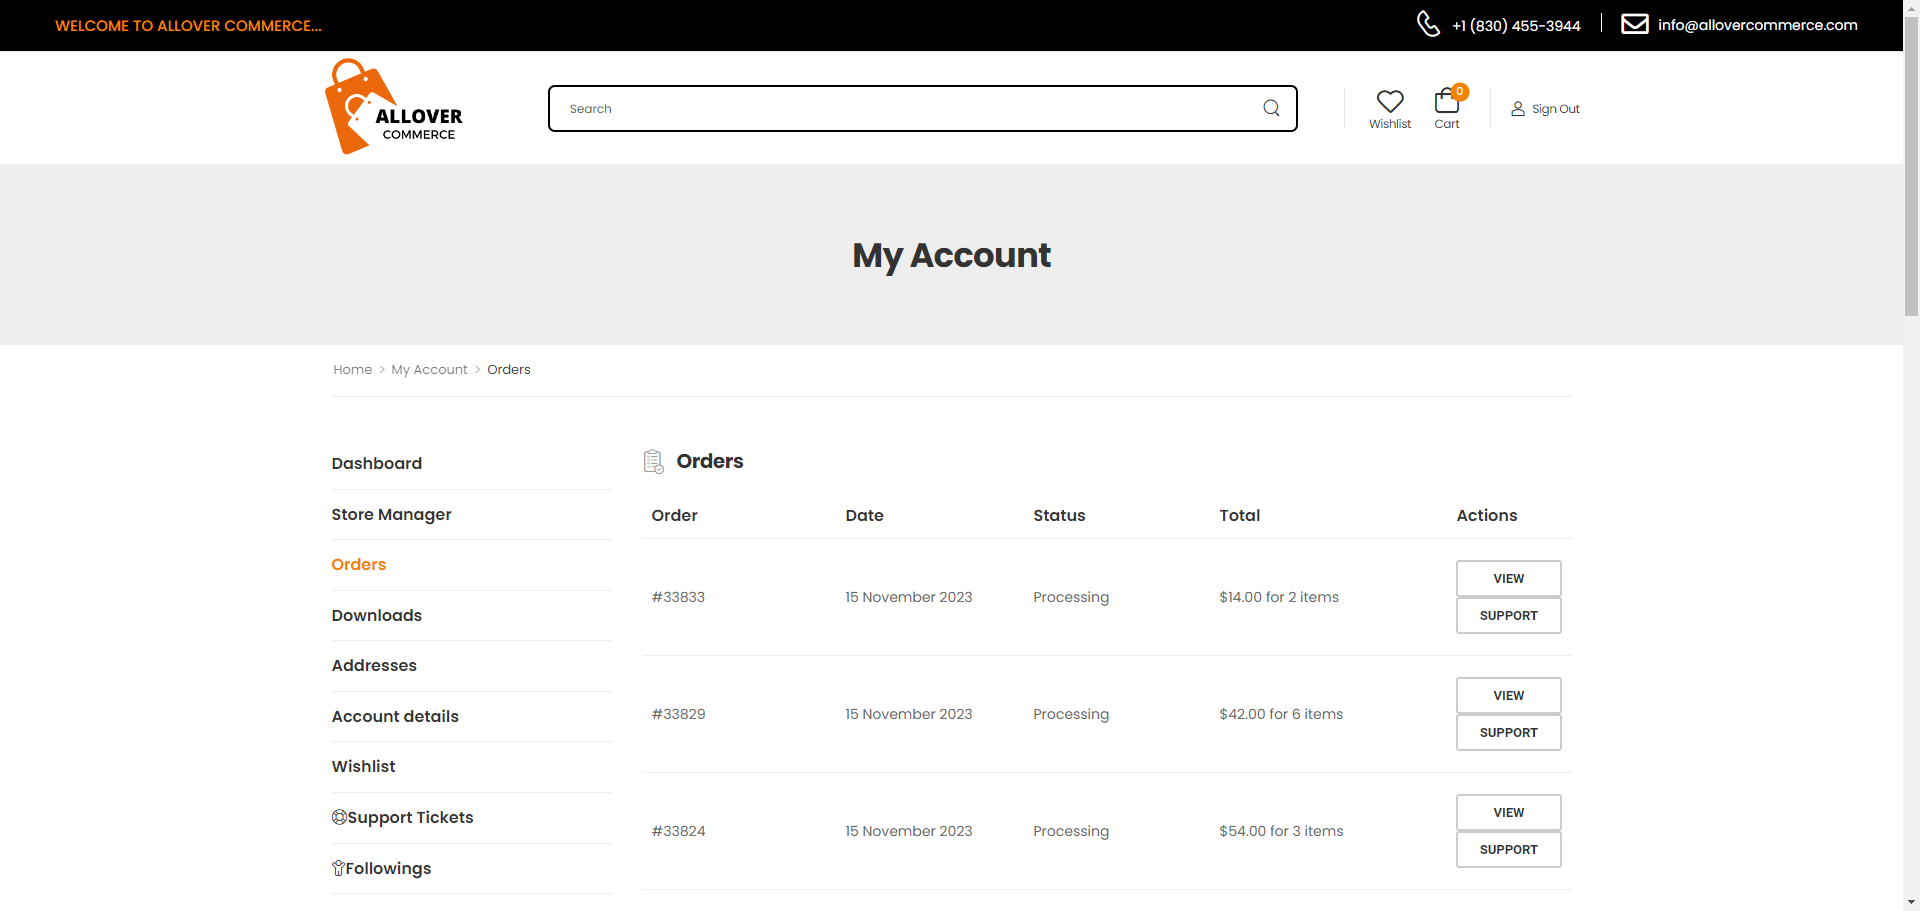 WELCOME TO ALLOVER COMMERCE...
+1 (830) 455-3944
info@allovercommerce.com
ALLOVER
COMMERCE
Search
Wishlist
0
Cart
Sign Out
My Account
Home > My Account > Orders
Dashboard
Store Manager
Orders
Downloads
Addresses
Account details
Wishlist
Support Tickets
Followings
Orders
Order Date Status Total Actions
#33833 15 November 2023 Processing $14.00 for 2 items
VIEW
SUPPORT
#33829 15 November 2023 Processing $42.00 for 6 items
VIEW
SUPPORT
#33824 15 November 2023 Processing $54.00 for 3 items
VIEW
SUPPORT